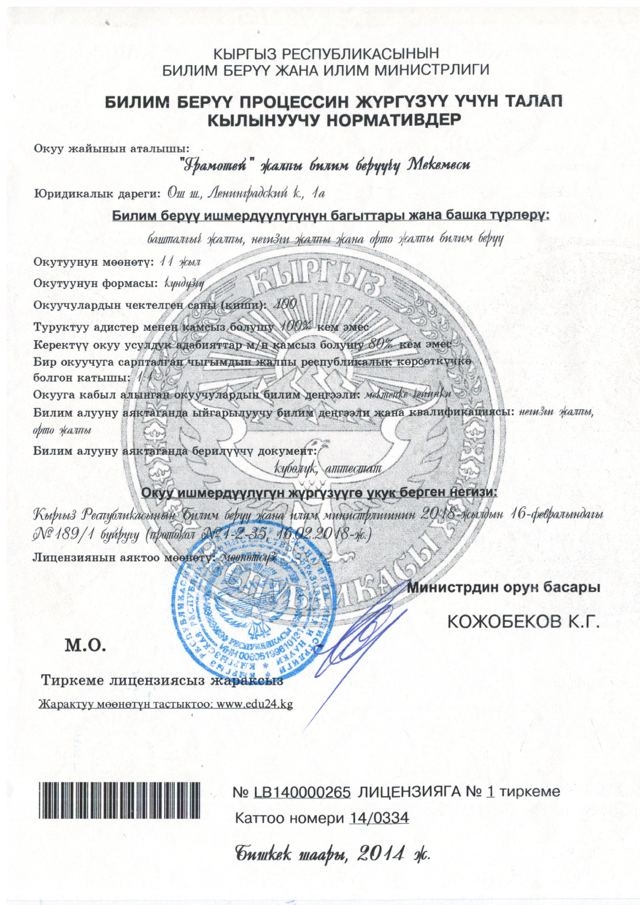 КЫРГЫЗ РЕСПУБЛИКАСЫНЫН
БИЛИМ БЕРҮҮ ЖАНА ИЛИМ МИНИСТРЛИГИ
БИЛИМ БЕРҮҮ ПРОЦЕССИН ЖҮРГҮЗҮҮ ҮЧҮН ТАЛАП
КЫЛЫНУУЧУ НОРМАТИВДЕР
Окуу жайынын аталышы:
"Грамотей" жалпы билим берүүчү Мекемеси
Юридикалык дареги: Ош ш., Ленинградский к., 1а
Билим берүү ишмердүүлүгүнүн багыттары жана башка түрлөрү:
башталгыч жалпы, негизги жалпы жана орто жалпы билим берүү
Окутуунун мөөнөтү: 11 жыл
Окутуунун формасы: күндүзгү
Окуучулардын чектелген саны (киши): 400
Туруктуу адистер менен камсыз болушу 100% кем эмес
Керектүү окуу усулдук адабияттар м/н камсыз болушу 80% кем эмес
Бир окуучуга сарпталган чыгымдын жалпы республикалык көрсөткүчкө
болгон катышы: 1:1
Окууга кабыл алынган окуучулардын билим деңгээли: мектепке чейинки
Билим алууну аяктаганда ыйгарылуучу билим деңгээли жана квалификациясы: негизги жалпы,
орто жалпы
Билим алууну аяктаганда берилүүчү документ:
күбөлүк, аттестат
Окуу ишмердүүлүгүн жүргүзүүгө укук берген негизи:
Кыргыз Республикасынын Билим берүү жана илим министрлигинин 2018-жылдын 16-февралындагы
№189/1 буйругу (протокол №1-2-35, 16.02.2018-ж.)
Лицензиянын аяктоо мөөнөтү: мөөнөтсүз
Министрдин орун басары
КОЖОБЕКОВ К.Г.
М.О.
Тиркеме лицензиясыз жараксыз
Жарактуу мөөнөтүн тастыктоо: www.edu24.kg
№ LB140000265 ЛИЦЕНЗИЯГА № 1 тиркеме
Каттоо номери 14/0334
Бишкек шаары, 2014 ж.